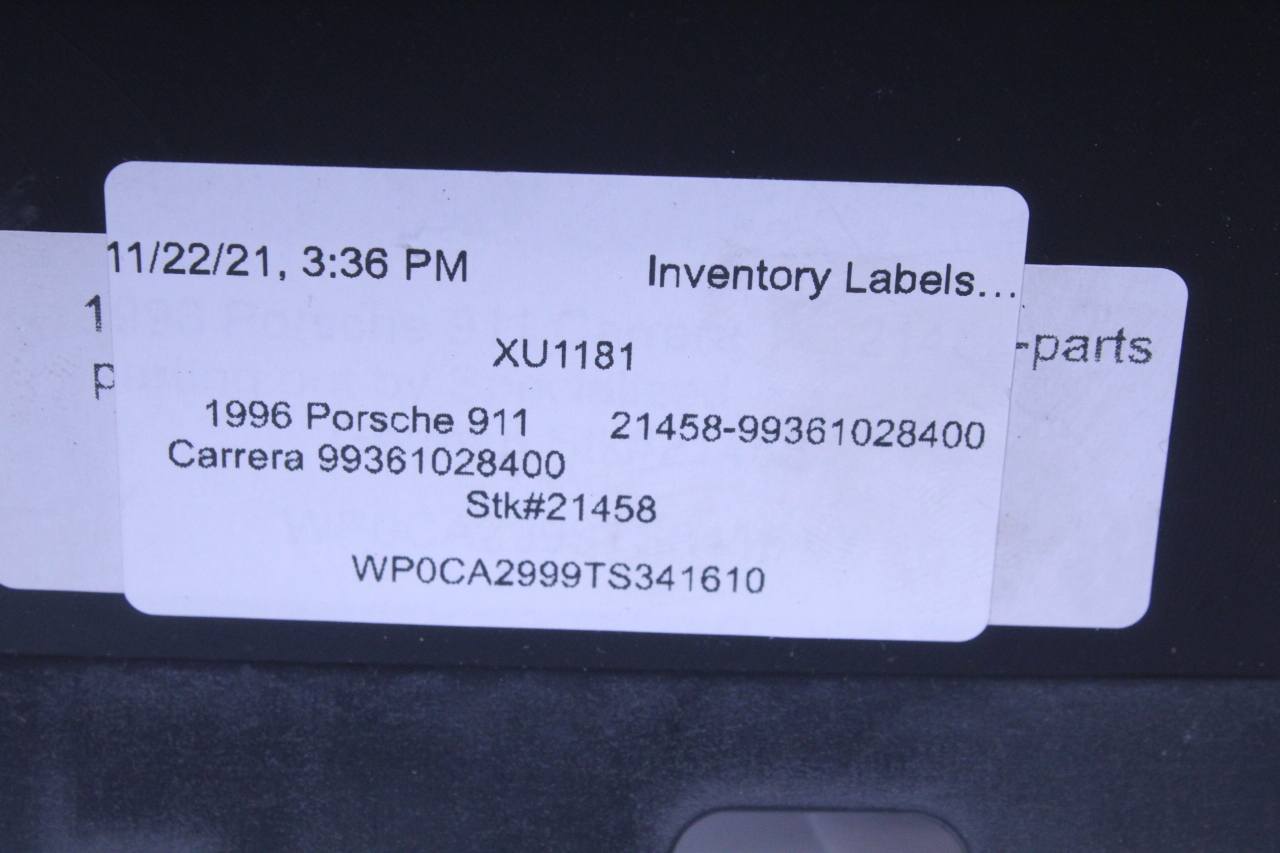 11/22/21, 3:36 PM Inventory Labels...
XU1181
1996 Porsche 911 21458-99361028400
Carrera 99361028400
Stk#21458
WP0CA2999TS341610
-parts